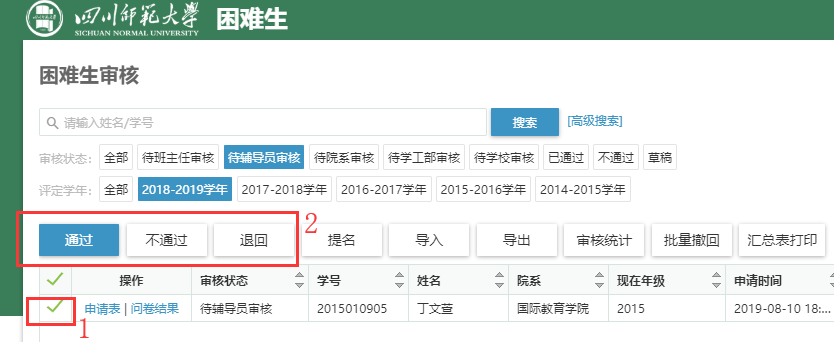 四川师范大学 困难生
SICHUAN NORMAL UNIVERSITY
困难生审核
请输入姓名/学号 搜索 [高级搜索]
审核状态: 全部 待班主任审核 待辅导员审核 待院系审核 待学工部审核 待学校审核 已通过 不通过 草稿
评定学年: 全部 2018-2019学年 2017-2018学年 2016-2017学年 2015-2016学年 2014-2015学年
2
通过 不通过 退回 提名 导入 导出 审核统计 批量撤回 汇总表打印
操作 审核状态 学号 姓名 院系 现在年级 申请时间
申请表 | 问卷结果 待辅导员审核 2015010905 丁文萱 国际教育学院 2015 2019-08-10 18:...
1